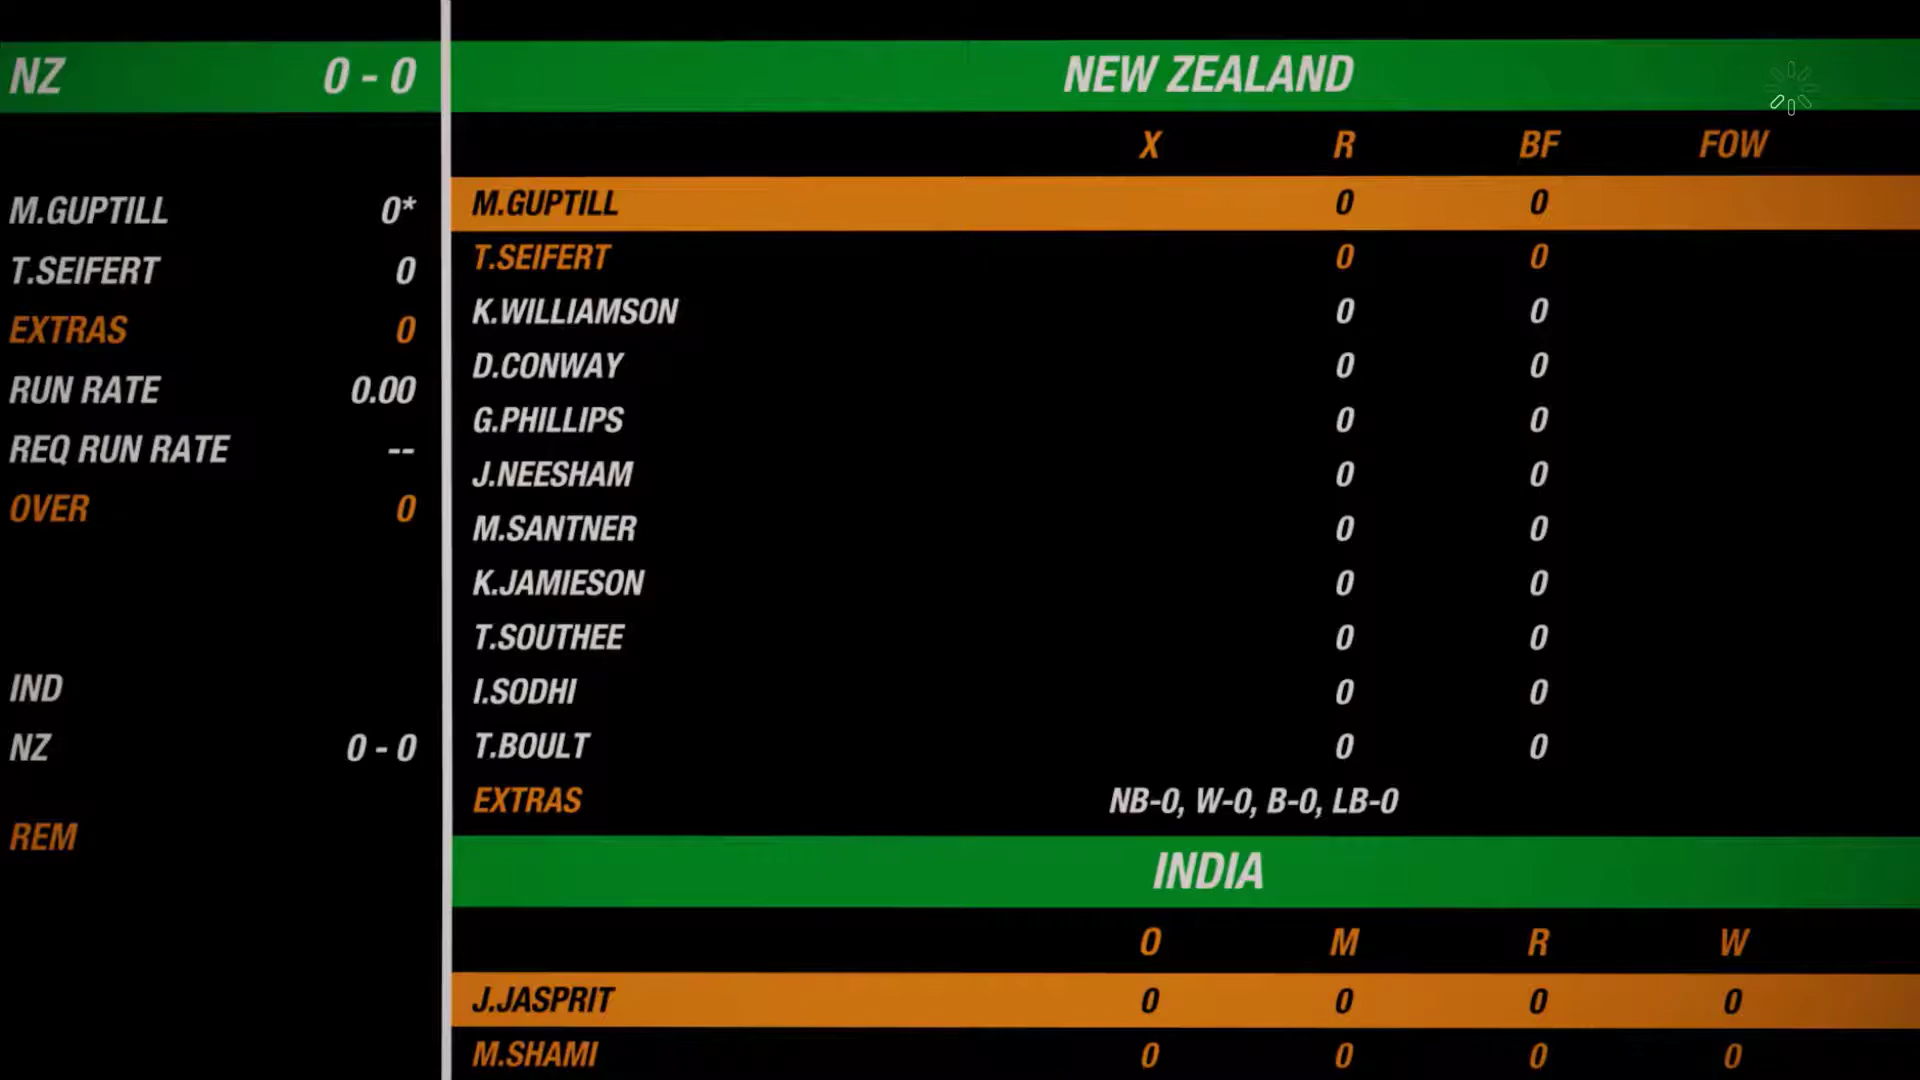 NZ 0 - 0
M.GUPTILL 0*
T.SEIFERT 0
EXTRAS 0
RUN RATE 0.00
REQ RUN RATE --
OVER 0
IND
NZ 0 - 0
REM
NEW ZEALAND
X R BF FOW
M.GUPTILL 0 0
T.SEIFERT 0 0
K.WILLIAMSON 0 0
D.CONWAY 0 0
G.PHILLIPS 0 0
J.NEESHAM 0 0
M.SANTNER 0 0
K.JAMIESON 0 0
T.SOUTHEE 0 0
I.SODHI 0 0
T.BOULT 0 0
EXTRAS NB-0, W-0, B-0, LB-0
INDIA
O M R W
J.JASPRIT 0 0 0 0
M.SHAMI 0 0 0 0